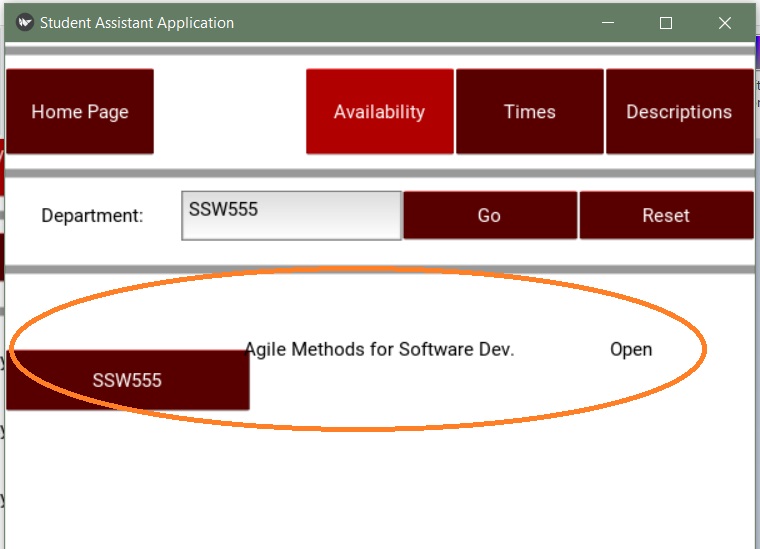 Student Assistant Application
Home Page
Availability
Times
Descriptions
Department:
SSW555
Go
Reset
Agile Methods for Software Dev.
Open
SSW555